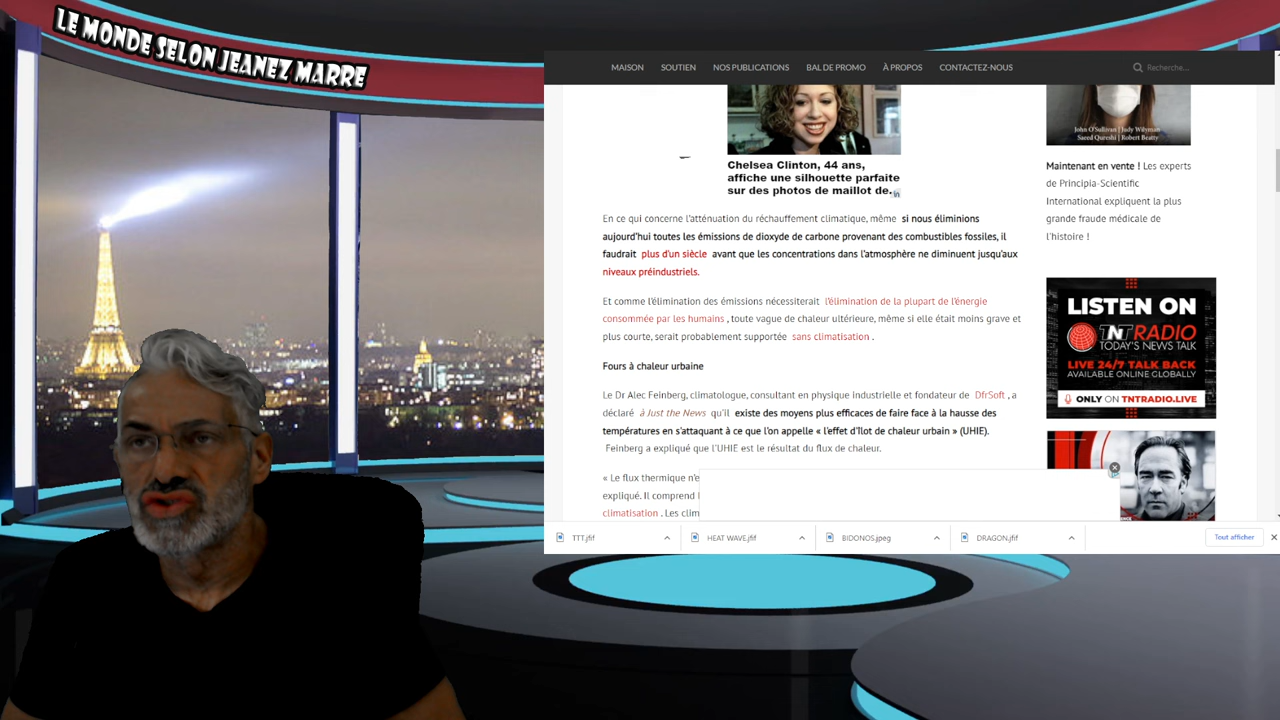 LE MONDE SELON JEANEZ MARRE
MAISON SOUTIEN NOS PUBLICATIONS BAL DE PROMO À PROPOS CONTACTEZ-NOUS Recherche...
Chelsea Clinton, 44 ans,
affiche une silhouette parfaite
sur des photos de maillot de.
En ce qui concerne l'atténuation du réchauffement climatique, même si nous éliminions
aujourd'hui toutes les émissions de dioxyde de carbone provenant des combustibles fossiles, il
faudrait plus d'un siècle avant que les concentrations dans l'atmosphère ne diminuent jusqu'aux
niveaux préindustriels.
Et comme l'élimination des émissions nécessiterait l'élimination de la plupart de l'énergie
consommée par les humains , toute vague de chaleur ultérieure, même si elle était moins grave et
plus courte, serait probablement supportée sans climatisation .
Fours à chaleur urbaine
Le Dr Alec Feinberg, climatologue, consultant en physique industrielle et fondateur de DfrSoft , a
déclaré à Just the News qu'il existe des moyens plus efficaces de faire face à la hausse des
températures en s'attaquant à ce que l'on appelle « l'effet d'îlot de chaleur urbain » (UHIE).
Feinberg a expliqué que l'UHIE est le résultat du flux de chaleur.
« Le flux thermique n'e
expliqué. Il comprend
climatisation . Les clim
John O'Sullivan | Judy Wilyman
Saeed Qureshi | Robert Beatty
Maintenant en vente ! Les experts
de Principia-Scientific
International expliquent la plus
grande fraude médicale de
l'histoire !
LISTEN ON
TNT RADIO
TODAY'S NEWS TALK
LIVE 24/7 TALK BACK
AVAILABLE ONLINE GLOBALLY
ONLY ON TNTRADIO.LIVE
TTT.jfif HEAT WAVE.jfif BIDONOS.jpeg DRAGON.jfif Tout afficher